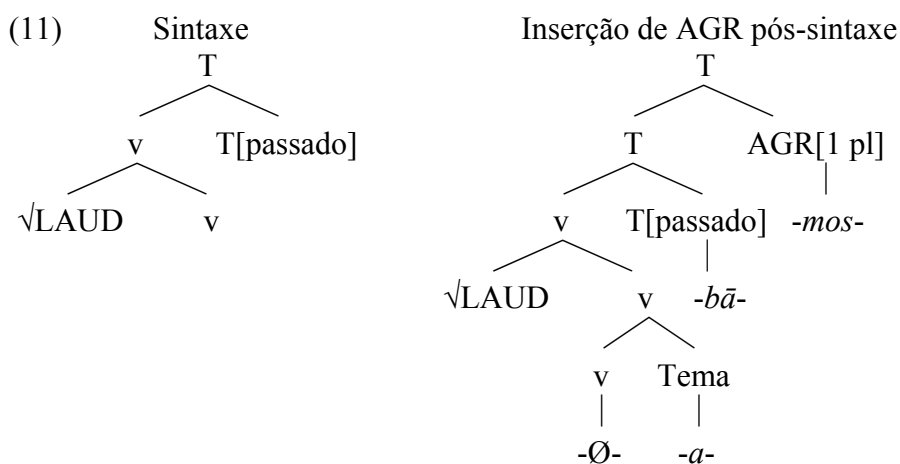 (11) Sintaxe Inserção de AGR pós-sintaxe
T T
v T[passado] T AGR[1 pl]
√LAUD v v T[passado] -mos-
√LAUD v -bā-
v Tema
-Ø- -a-